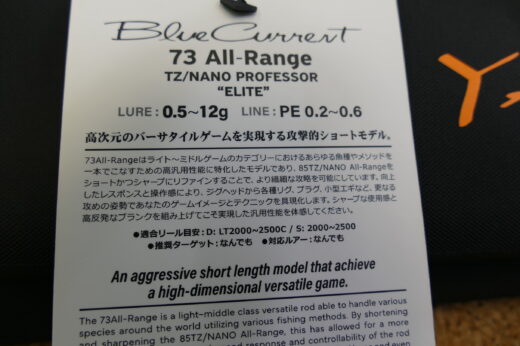 BlueCurrent
73 All-Range
TZ/NANO PROFESSOR
“ELITE”
LURE : 0.5~12g LINE : PE 0.2~0.6
高次元のバーサタイルゲームを実現する攻撃的ショートモデル。
73All-Rangeはライト〜ミドルゲームのカテゴリーにおけるあらゆる魚種やメソッドを
一本でこなすための高汎用性能に特化したモデルであり、85TZ/NANO All-Rangeを
ショートかつシャープにリファインすることで、より繊細な攻略を可能にしています。向上
したレスポンスと操作感により、ジグヘッドから各種リグ、プラグ、小型エギなど、更なる
攻めの姿勢であなたのゲームイメージとテクニックを具現化します。シャープな使用感と
高反発なブランクを組み上げてこそ実現した汎用性能を体感してください。
●適合リール目安：D: LT2000~2500C / S: 2000~2500
●推奨ターゲット：なんでも ●対応ルアー：なんでも
An aggressive short length model that achieve
a high-dimensional versatile game.
The 73All-Range is a light–middle class versatile rod able to handle various
species around the world utilizing various fishing methods. By shortening
and sharpening the 85TZ/NANO All-Range, this has allowed for a more
and response and controllability of the rod
and even
Y